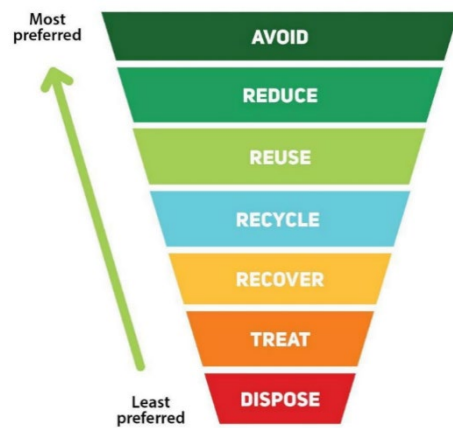 Most
preferred
AVOID
REDUCE
REUSE
RECYCLE
RECOVER
TREAT
DISPOSE
Least
preferred